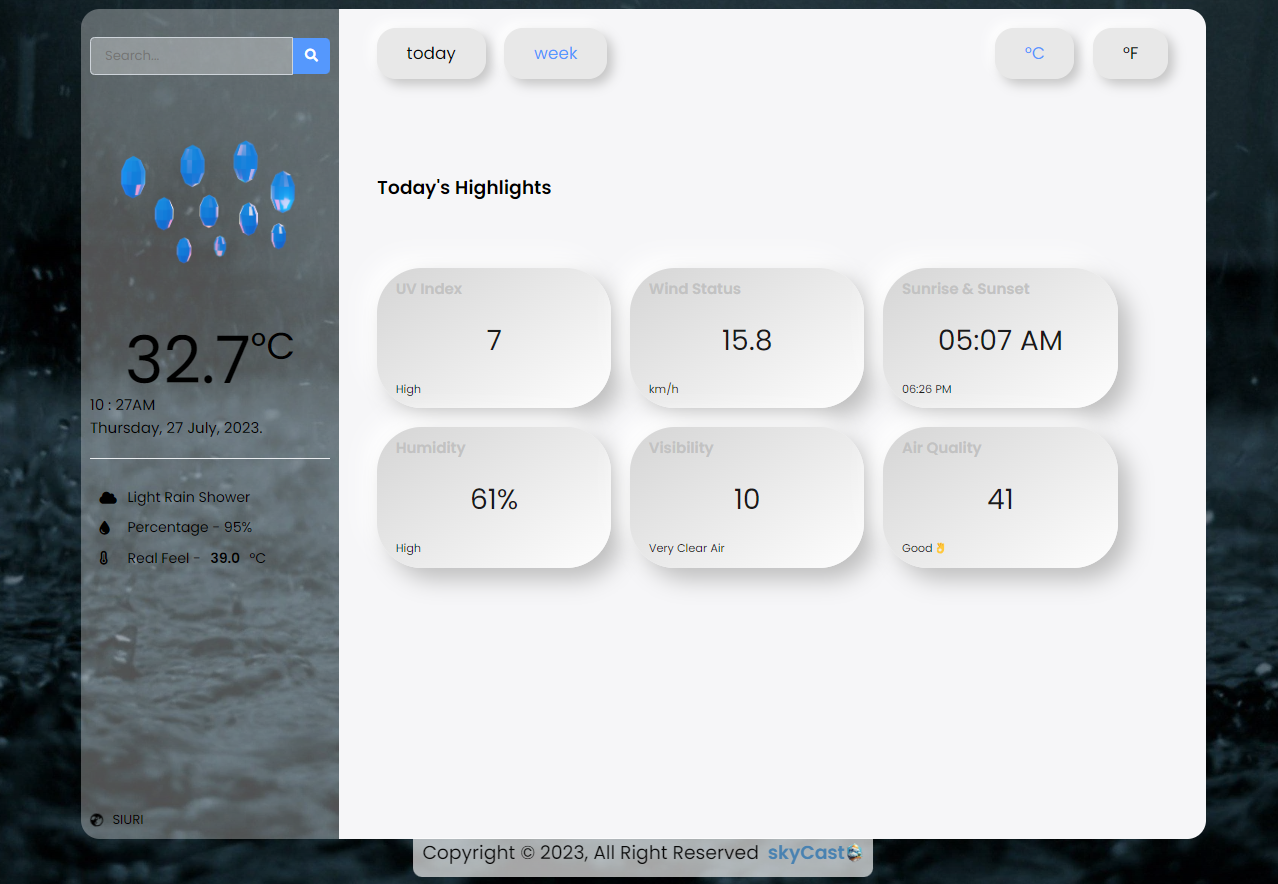 Search...
32.7°C
10 : 27AM
Thursday, 27 July, 2023.
Light Rain Shower
Percentage - 95%
Real Feel - 39.0 °C
SIURI
today week °C °F
Today's Highlights
UV Index
7
High
Wind Status
15.8
km/h
Sunrise & Sunset
05:07 AM
06:26 PM
Humidity
61%
High
Visibility
10
Very Clear Air
Air Quality
41
Good 👌
Copyright © 2023, All Right Reserved skyCast